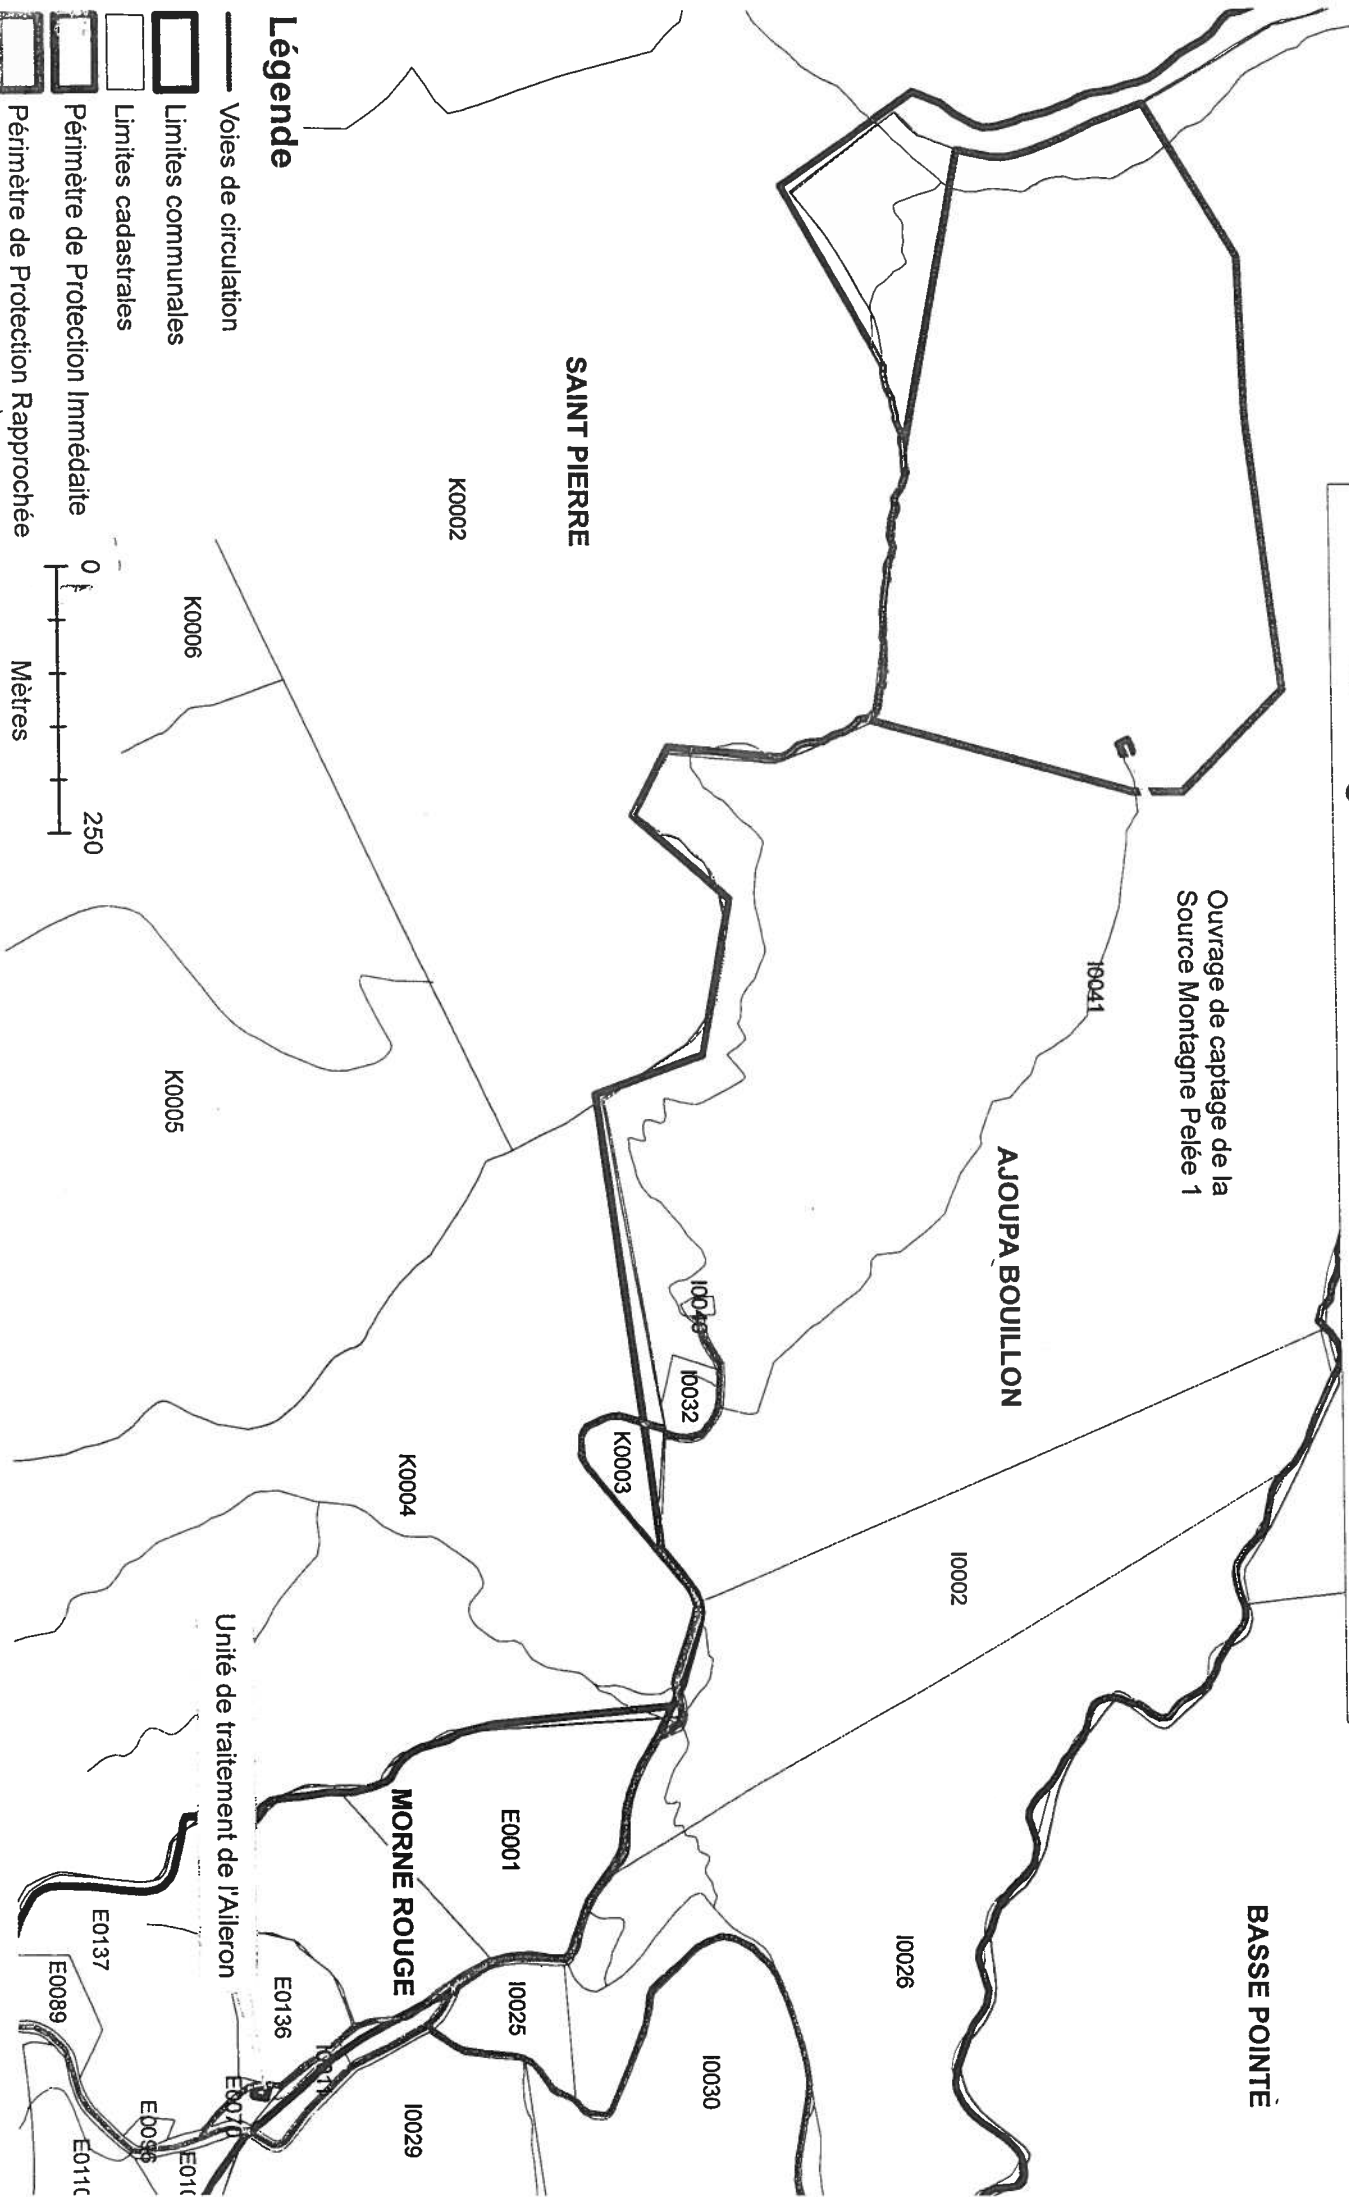 BASSE POINTE
Ouvrage de captage de la
Source Montagne Pelée 1
I0041
AJOUPA BOUILLON
I0002
I0026
I0032
I0030
K0003
SAINT PIERRE
K0002
K0004
E0001
I0025
MORNE ROUGE
I0029
E0136
Unité de traitement de l'Aileron
K0006
K0005
E0137
E0089
E0096
E0110
Légende
Voies de circulation
Limites communales
Limites cadastrales
Périmètre de Protection Immédaite
Périmètre de Protection Rapprochée
0
250
Mètres